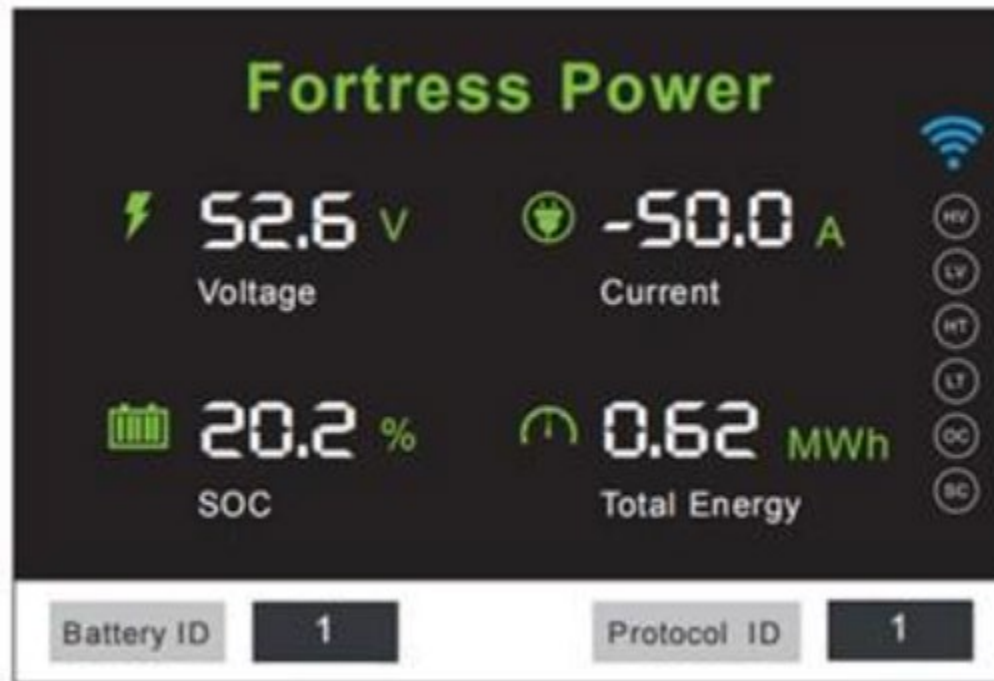 Fortress Power
52.6 V
Voltage
-50.0 A
Current
20.2 %
SOC
0.62 MWh
Total Energy
HV
LV
HT
LT
OC
SC
Battery ID 1
Protocol ID 1